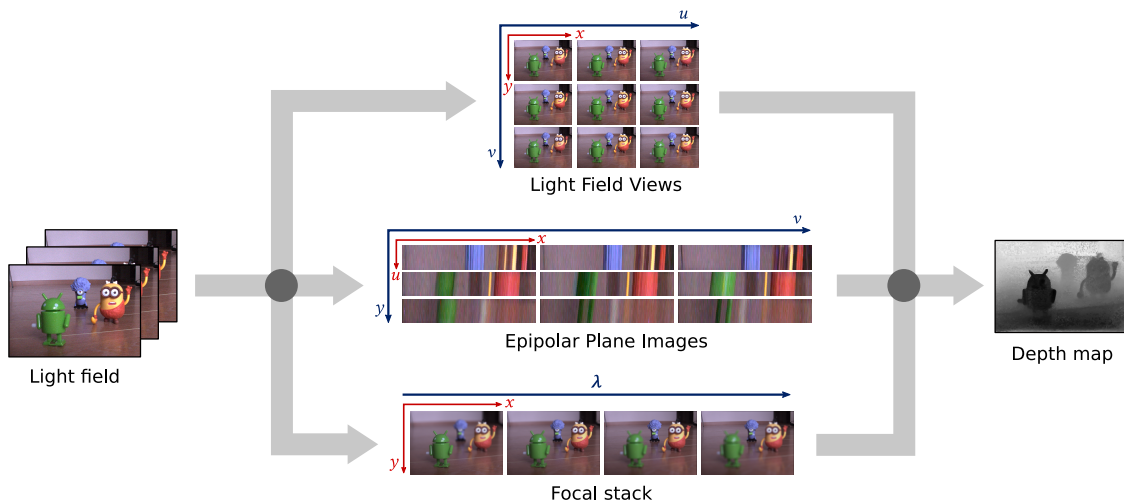 u
x
y
v
Light Field Views
v
x
u
y
Epipolar Plane Images
Light field
Depth map
λ
x
y
Focal stack